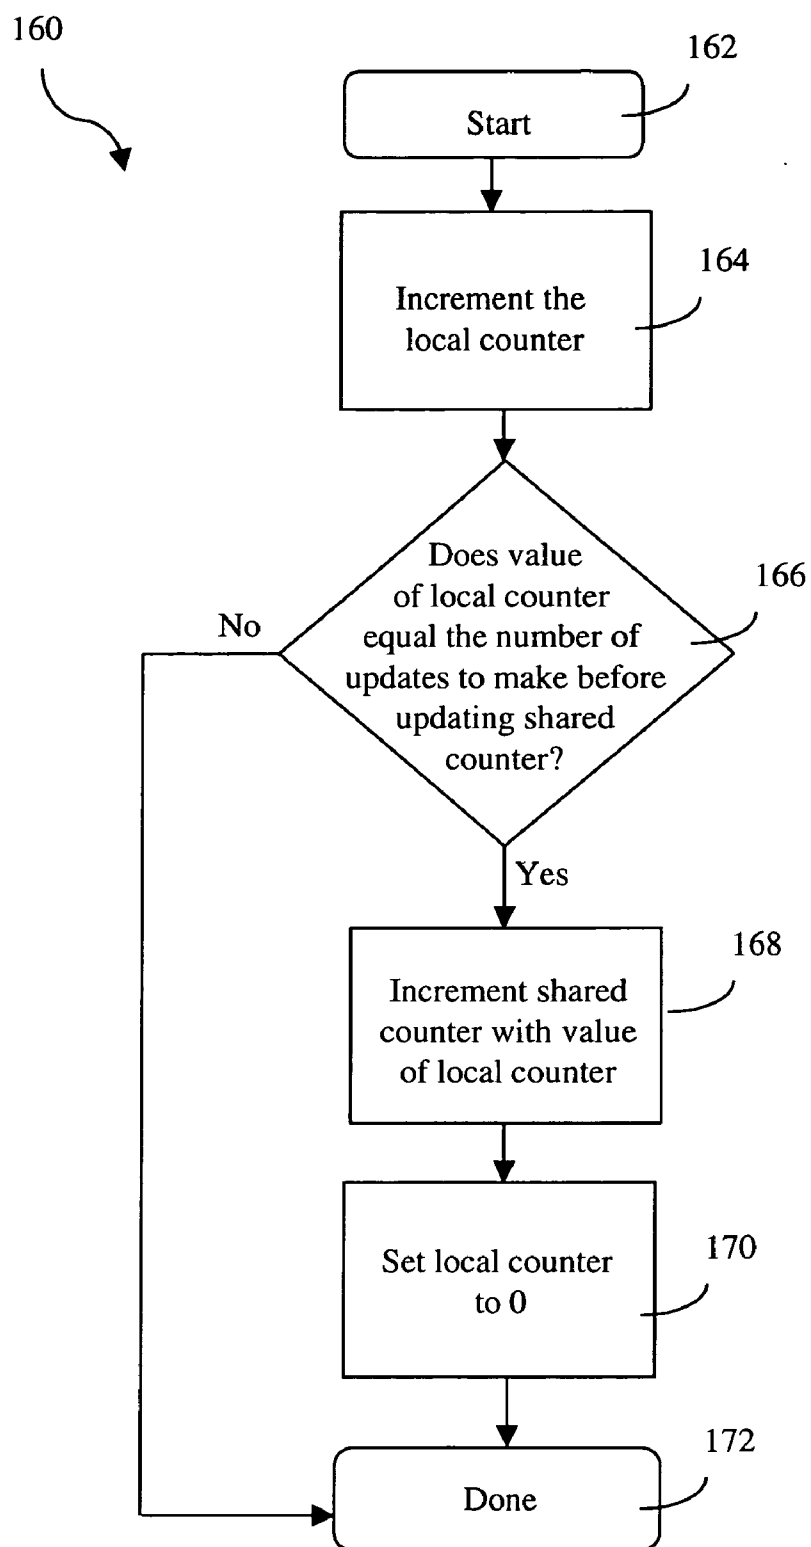 160
162
Start
164
Increment the
local counter
166
Does value
of local counter
equal the number of
updates to make before
updating shared
counter?
No
Yes
168
Increment shared
counter with value
of local counter
170
Set local counter
to 0
172
Done